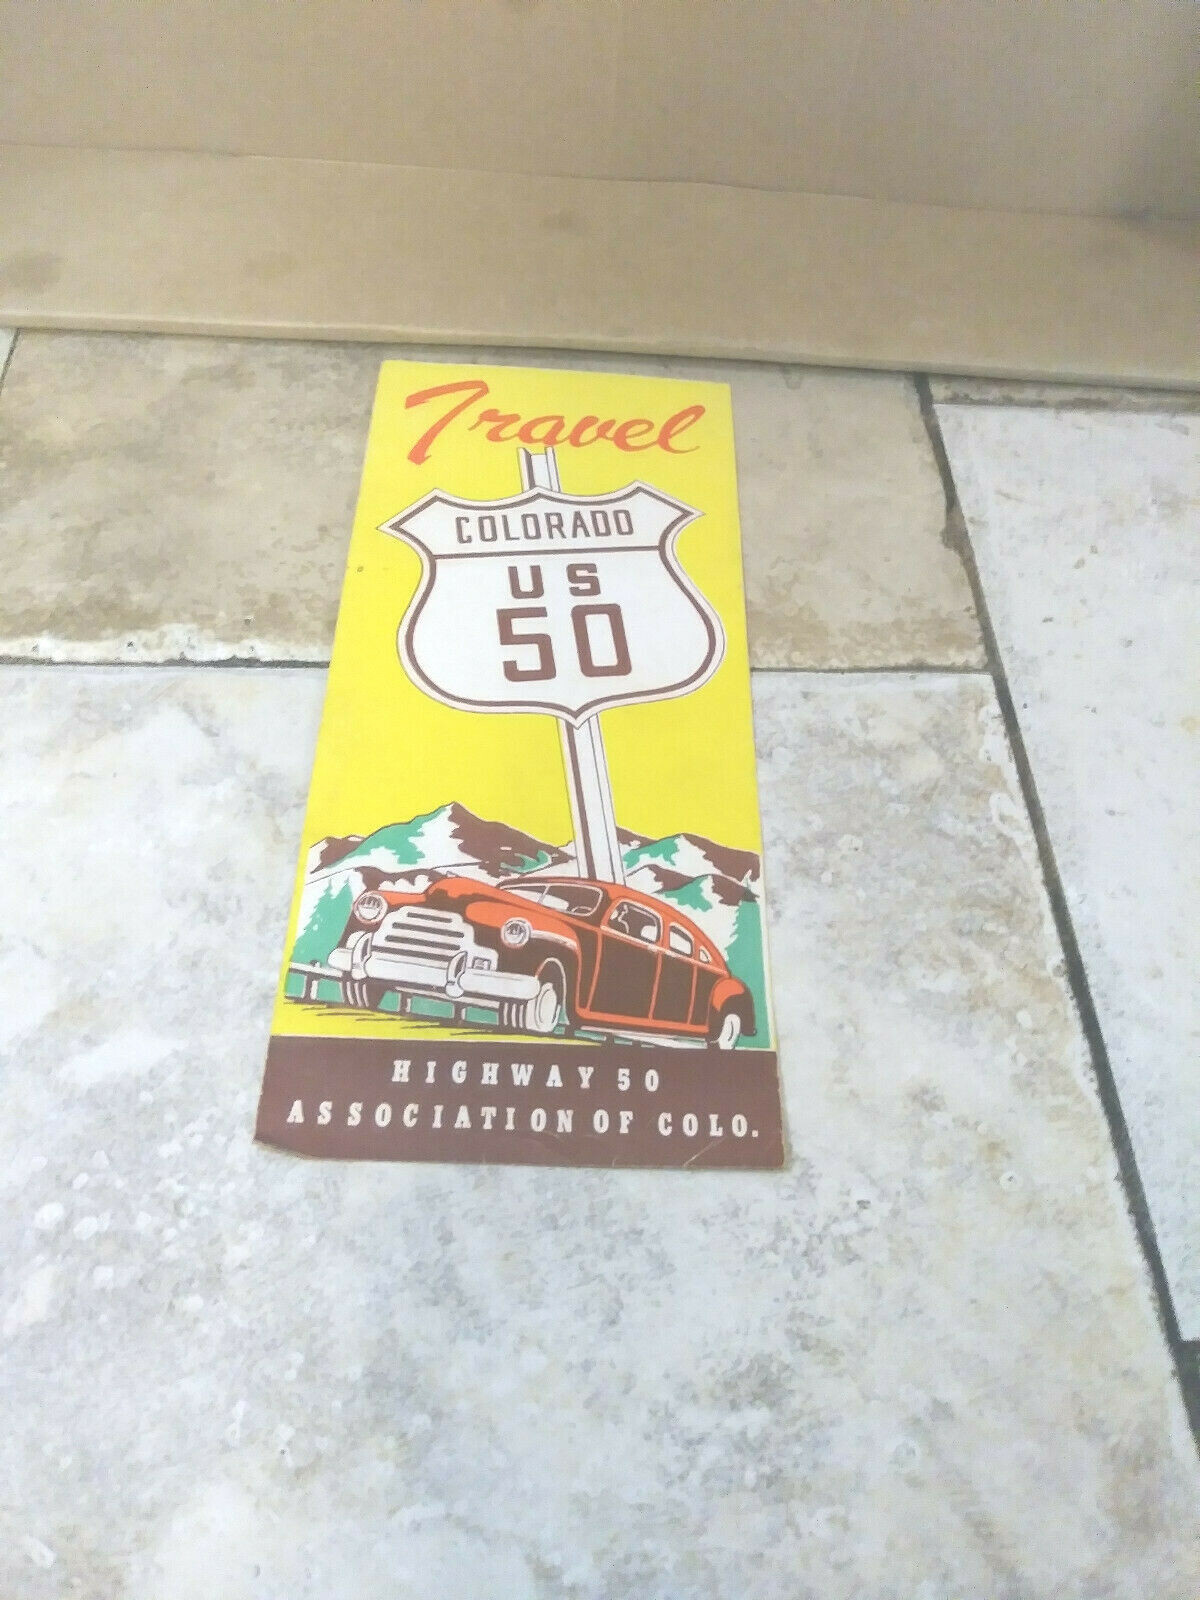 Travel
COLORADO
US
50
HIGHWAY 50
ASSOCIATION OF COLO.